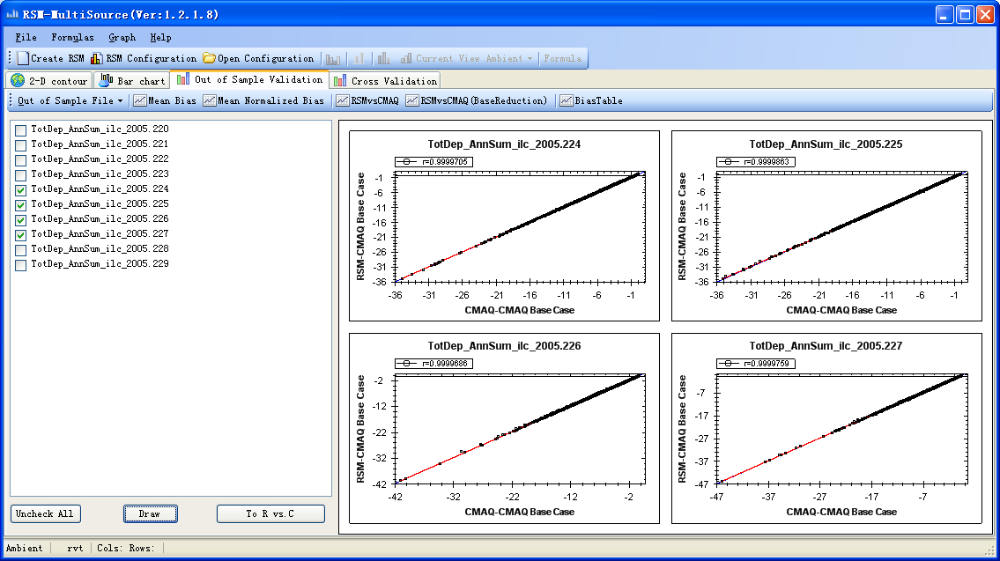 RSM-MultiSource(Ver:1.2.1.8)
File Formulas Graph Help
Create RSM RSM Configuration Open Configuration Current View Ambient Formula
2-D contour Bar chart Out of Sample Validation Cross Validation
Out of Sample File Mean Bias Mean Normalized Bias RSMvsCMAQ RSMvsCMAQ(BaseReduction) BiasTable
TotDep_AnnSum_ilc_2005.220
TotDep_AnnSum_ilc_2005.221
TotDep_AnnSum_ilc_2005.222
TotDep_AnnSum_ilc_2005.223
TotDep_AnnSum_ilc_2005.224
TotDep_AnnSum_ilc_2005.225
TotDep_AnnSum_ilc_2005.226
TotDep_AnnSum_ilc_2005.227
TotDep_AnnSum_ilc_2005.228
TotDep_AnnSum_ilc_2005.229
Uncheck All Draw To R vs.C
TotDep_AnnSum_ilc_2005.224
r=0.9999705
RSM-CMAQ Base Case
-1
-6
-11
-16
-21
-26
-31
-36
-36 -31 -26 -21 -16 -11 -6 -1
CMAQ-CMAQ Base Case
TotDep_AnnSum_ilc_2005.225
r=0.9999863
RSM-CMAQ Base Case
-1
-6
-11
-16
-21
-26
-31
-36
-36 -31 -26 -21 -16 -11 -6 -1
CMAQ-CMAQ Base Case
TotDep_AnnSum_ilc_2005.226
r=0.9999686
RSM-CMAQ Base Case
-2
-12
-22
-32
-42
-42 -32 -22 -12 -2
CMAQ-CMAQ Base Case
TotDep_AnnSum_ilc_2005.227
r=0.9999759
RSM-CMAQ Base Case
-7
-17
-27
-37
-47
-47 -37 -27 -17 -7
CMAQ-CMAQ Base Case
Ambient rvt Cols: Rows: